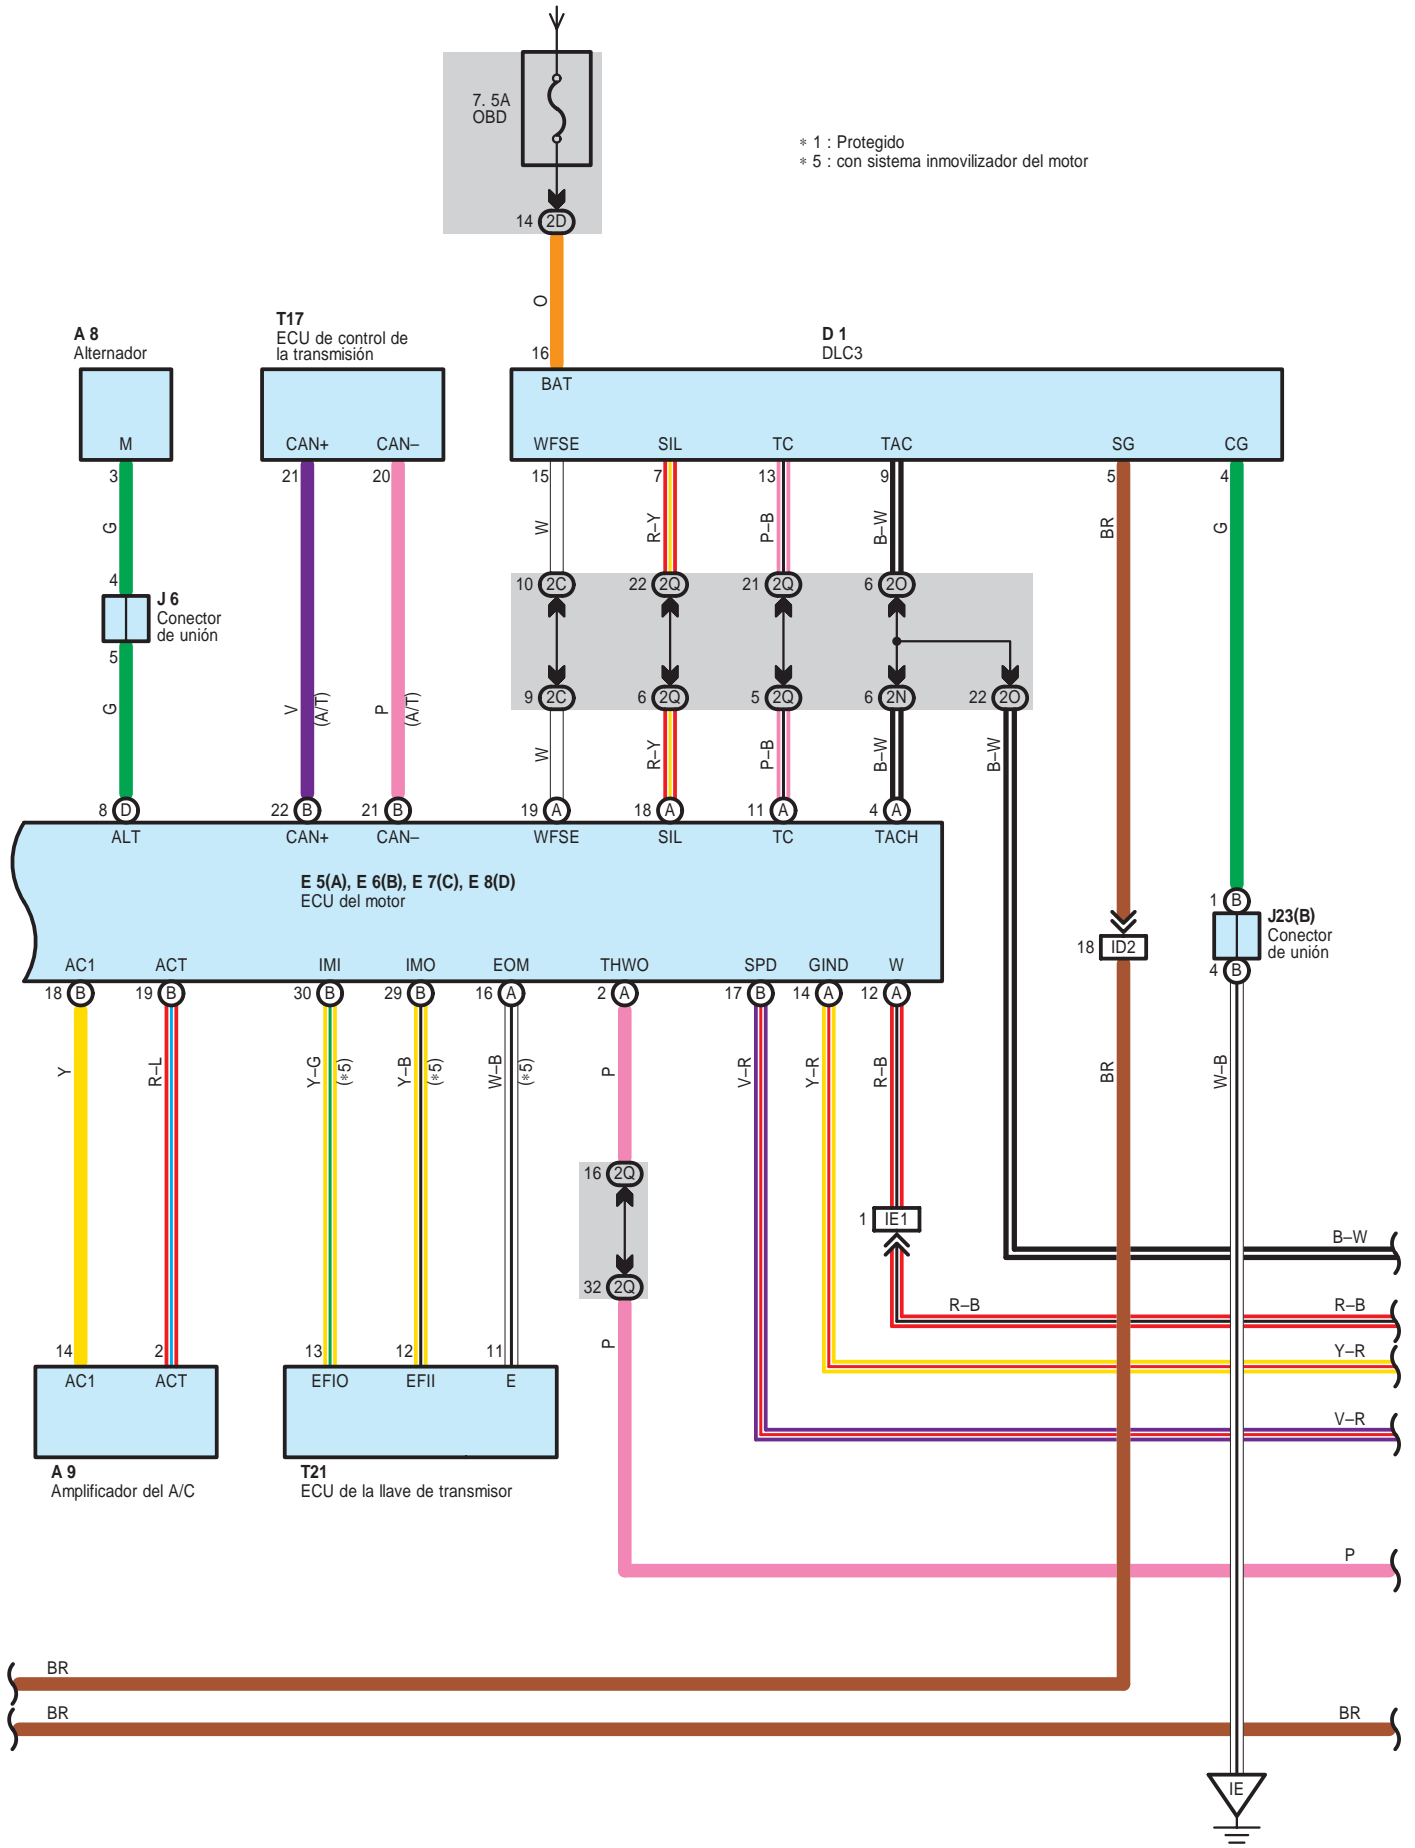 7. 5A
OBD
* 1 : Protegido
* 5 : con sistema inmovilizador del motor
14 2D
O
A 8
Alternador
T17
ECU de control de
la transmisión
D 1
DLC3
16
BAT
M CAN+ CAN– WFSE SIL TC TAC SG CG
3 21 20 15 7 13 9 5 4
G W R–Y P–B B–W BR G
4 10 2C 22 2Q 21 2Q 6 2O
J 6
Conector
de unión
5
G V (A/T) P (A/T) 9 2C 6 2Q 5 2Q 6 2N 22 2O
W R–Y P–B B–W B–W
8 D 22 B 21 B 19 A 18 A 11 A 4 A
ALT CAN+ CAN– WFSE SIL TC TACH
E 5(A), E 6(B), E 7(C), E 8(D)
ECU del motor
1 B
J23(B)
Conector
de unión
18 ID2
4 B
AC1 ACT IMI IMO EOM THWO SPD GIND W
18 B 19 B 30 B 29 B 16 A 2 A 17 B 14 A 12 A
Y R–L Y–G (*5) Y–B (*5) W–B (*5) P V–R Y–R R–B BR W–B
16 2Q
1 IE1
B–W
32 2Q
R–B R–B
P
Y–R
14 2 13 12 11
AC1 ACT EFIO EFII E
V–R
A 9
Amplificador del A/C
T21
ECU de la llave de transmisor
P
BR
BR BR
IE